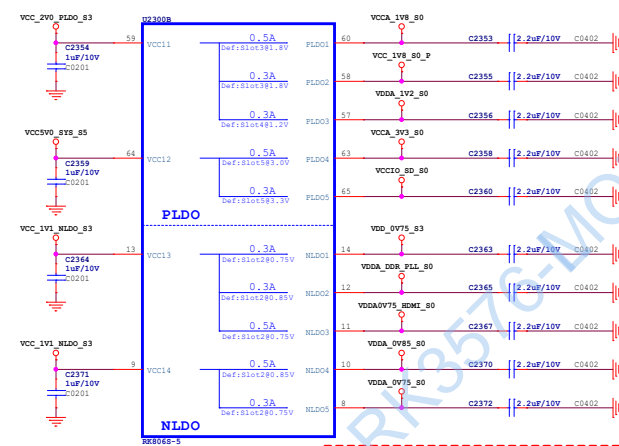 VCC_2V0_PLDO_S3
U2300B
VCCA_1V8_S0
C2354
1uF/10V
C0201
59
VCC11
0.5A
Def:Slot3@1.8V
PLDO1
60
C2353
2.2uF/10V
C0402
VCC_1V8_S0_P
0.3A
Def:Slot3@1.8V
PLDO2
58
C2355
2.2uF/10V
C0402
VDDA_1V2_S0
0.3A
Def:Slot4@1.2V
PLDO3
57
C2356
2.2uF/10V
C0402
VCC5V0_SYS_S5
VCCA_3V3_S0
C2359
1uF/10V
C0201
64
VCC12
0.5A
Def:Slot5@3.0V
PLDO4
63
C2358
2.2uF/10V
C0402
VCCIO_SD_S0
0.3A
Def:Slot5@3.3V
PLDO5
65
C2360
2.2uF/10V
C0402
PLDO
VCC_1V1_NLDO_S3
VDD_0V75_S3
C2364
1uF/10V
C0201
13
VCC13
0.3A
Def:Slot2@0.75V
NLDO1
14
C2363
2.2uF/10V
C0402
VDDA_DDR_PLL_S0
0.3A
Def:Slot2@0.85V
NLDO2
12
C2365
2.2uF/10V
C0402
VDDA0V75_HDMI_S0
0.5A
Def:Slot2@0.75V
NLDO3
11
C2367
2.2uF/10V
C0402
VCC_1V1_NLDO_S3
VDDA_0V85_S0
C2371
1uF/10V
C0201
9
VCC14
0.5A
Def:Slot2@0.85V
NLDO4
10
C2370
2.2uF/10V
C0402
VDDA_0V75_S0
0.3A
Def:Slot2@0.75V
NLDO5
8
C2372
2.2uF/10V
C0402
NLDO
RK806S-5